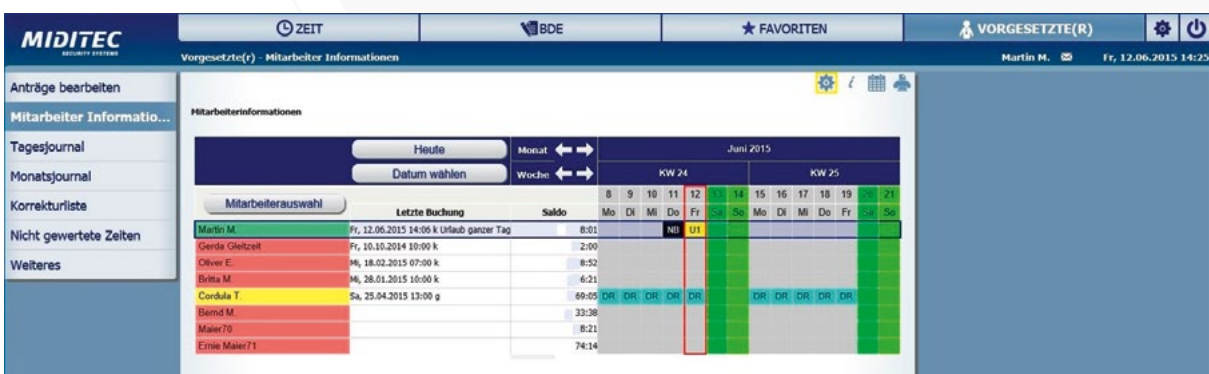 MIDITEC
SECURITY SYSTEMS
ZEIT
BDE
FAVORITEN
VORGESETZTE(R)
Vorgesetzte(r) - Mitarbeiter Informationen
Martin M.
Fr, 12.06.2015 14:25
Anträge bearbeiten
Mitarbeiter Informatio...
Tagesjournal
Monatsjournal
Korrekturliste
Nicht gewertete Zeiten
Weiteres
Mitarbeiterinformationen
Heute Monat Juni 2015
Datum wählen Woche KW 24 KW 25
8 9 10 11 12 13 14 15 16 17 18 19 20 21
Mitarbeiterauswahl Letzte Buchung Saldo Mo Di Mi Do Fr Sa So Mo Di Mi Do Fr Sa So
Martin M. Fr, 12.06.2015 14:06 k Urlaub ganzer Tag 8:01 NB U1
Gerda Gleitzeit Fr, 10.10.2014 10:00 k 2:00
Oliver E. Mi, 18.02.2015 07:00 k 8:52
Britta M. Mi, 28.01.2015 10:00 k 6:21
Cordula T. Sa, 25.04.2015 13:00 g 69:05 DR DR DR DR DR DR DR DR DR DR
Bernd M. 33:38
Maier70 8:21
Ernie Maier71 74:14